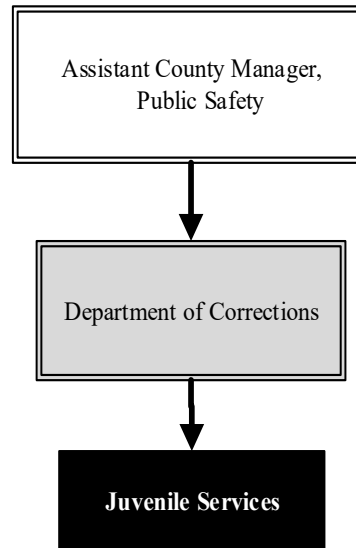 Assistant County Manager,
Public Safety
Department of Corrections
Juvenile Services